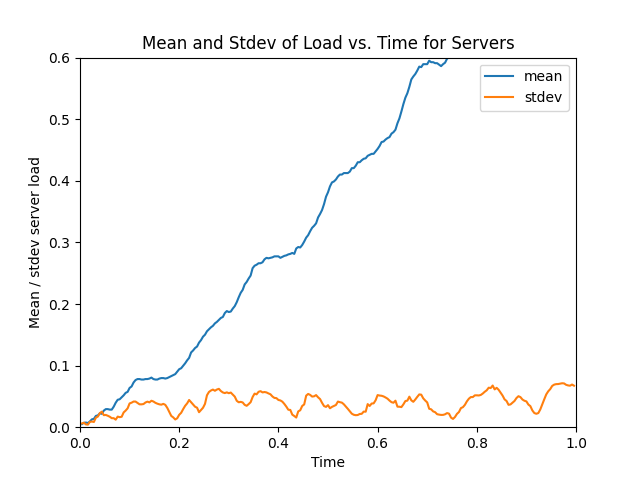 Mean and Stdev of Load vs. Time for Servers
mean
stdev
Mean / stdev server load
0.6
0.5
0.4
0.3
0.2
0.1
0.0
0.0 0.2 0.4 0.6 0.8 1.0
Time